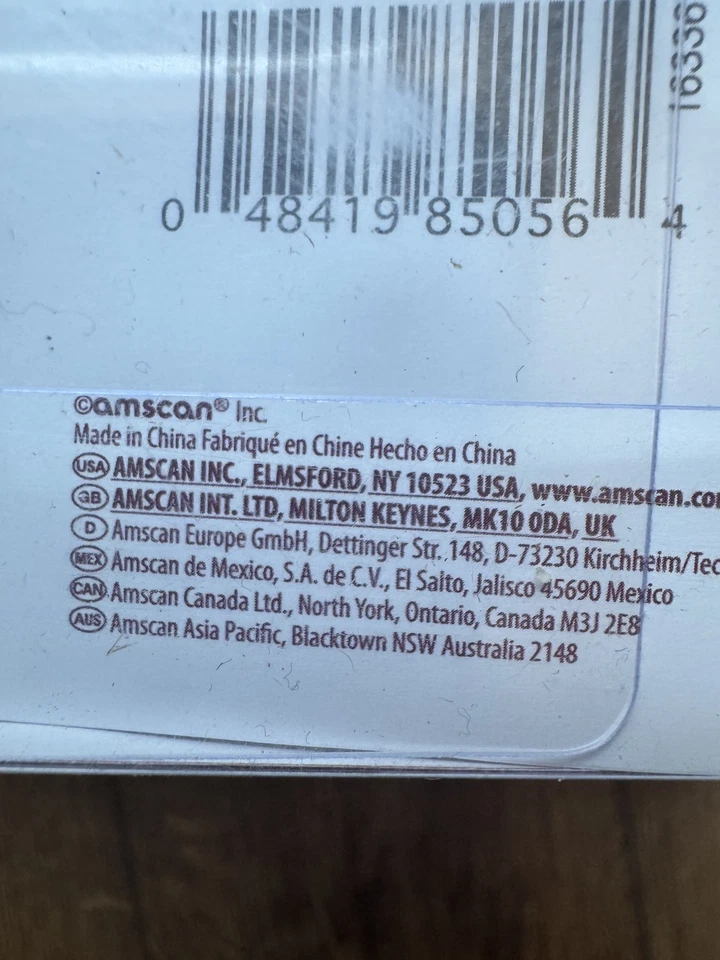 0 48419 85056 4
©amscan® Inc.
Made in China Fabriqué en Chine Hecho en China
USA AMSCAN INC., ELMSFORD, NY 10523 USA, www.amscan.co
GB AMSCAN INT. LTD, MILTON KEYNES, MK10 0DA, UK
D Amscan Europe GmbH, Dettinger Str. 148, D-73230 Kirchheim/Tec
MEX Amscan de Mexico, S.A. de C.V., El Salto, Jalisco 45690 Mexico
CAN Amscan Canada Ltd., North York, Ontario, Canada M3J 2E8
AUS Amscan Asia Pacific, Blacktown NSW Australia 2148